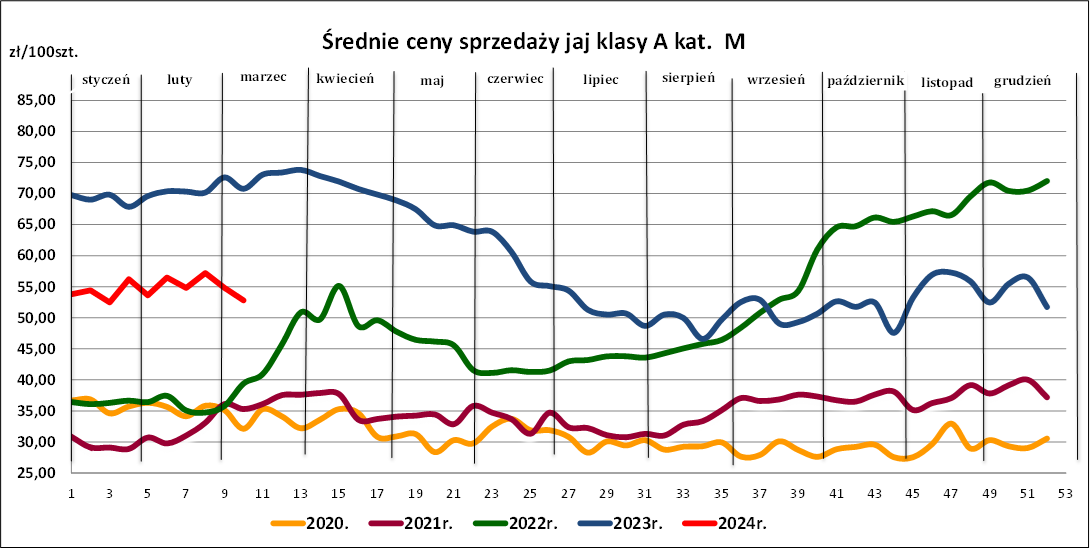 Średnie ceny sprzedaży jaj klasy A kat. M
zł/100szt.
styczeń luty marzec kwiecień maj czerwiec lipiec sierpień wrzesień październik listopad grudzień
85,00
80,00
75,00
70,00
65,00
60,00
55,00
50,00
45,00
40,00
35,00
30,00
25,00
1 3 5 7 9 11 13 15 17 19 21 23 25 27 29 31 33 35 37 39 41 43 45 47 49 51 53
2020. 2021r. 2022r. 2023r. 2024r.